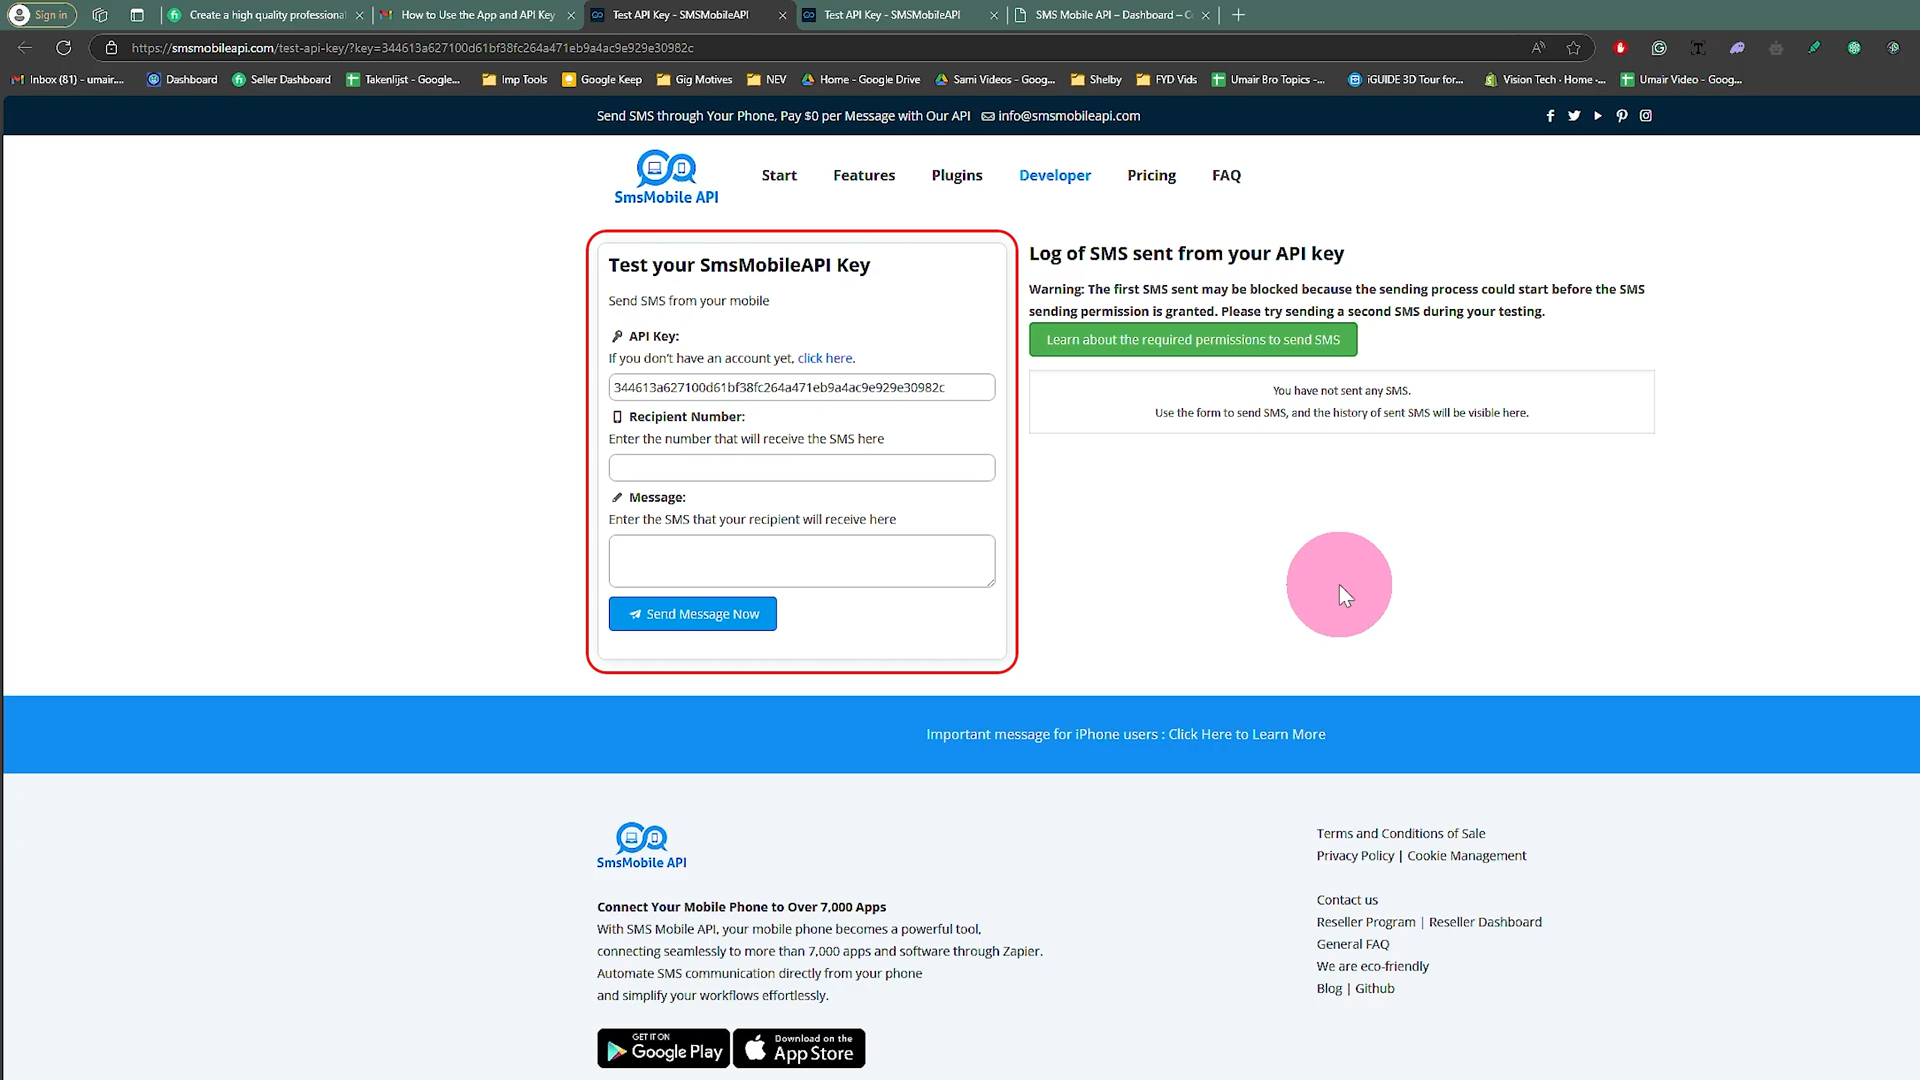 Sign in
Create a high quality professional
How to Use the App and API Key
Test API Key - SMSMobileAPI
Test API Key - SMSMobileAPI
SMS Mobile API – Dashboard –
https://smsmobileapi.com/test-api-key/?key=344613a627100d61bf38fc264a471eb9a4ac9e929e30982c
Inbox (81) - umair....
Dashboard
Seller Dashboard
Takenlijst - Google...
Imp Tools
Google Keep
Gig Motives
NEV
Home - Google Drive
Sami Videos - Goog...
Shelby
FYD Vids
Umair Bro Topics -...
iGUIDE 3D Tour for...
Vision Tech · Home ·...
Umair Video - Goog...
Send SMS through Your Phone, Pay $0 per Message with Our API info@smsmobileapi.com
SmsMobile API
Start
Features
Plugins
Developer
Pricing
FAQ
Test your SmsMobileAPI Key
Send SMS from your mobile
API Key:
If you don't have an account yet, click here.
344613a627100d61bf38fc264a471eb9a4ac9e929e30982c
Recipient Number:
Enter the number that will receive the SMS here
Message:
Enter the SMS that your recipient will receive here
Send Message Now
Log of SMS sent from your API key
Warning: The first SMS sent may be blocked because the sending process could start before the SMS
sending permission is granted. Please try sending a second SMS during your testing.
Learn about the required permissions to send SMS
You have not sent any SMS.
Use the form to send SMS, and the history of sent SMS will be visible here.
Important message for iPhone users : Click Here to Learn More
SmsMobile API
Connect Your Mobile Phone to Over 7,000 Apps
With SMS Mobile API, your mobile phone becomes a powerful tool,
connecting seamlessly to more than 7,000 apps and software through Zapier.
Automate SMS communication directly from your phone
and simplify your workflows effortlessly.
GET IT ON
Google Play
Download on the
App Store
Terms and Conditions of Sale
Privacy Policy | Cookie Management
Contact us
Reseller Program | Reseller Dashboard
General FAQ
We are eco-friendly
Blog | Github